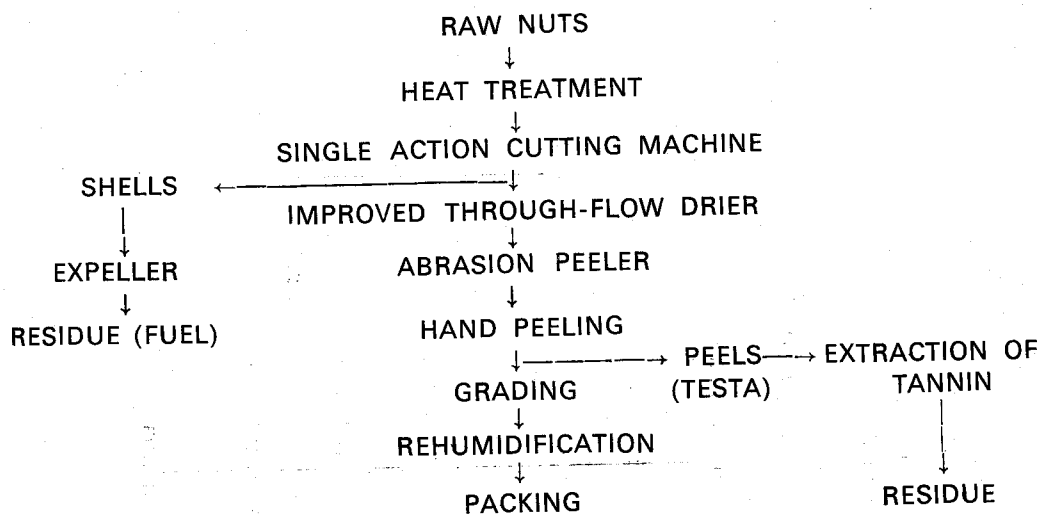 RAW NUTS
HEAT TREATMENT
SINGLE ACTION CUTTING MACHINE
SHELLS
IMPROVED THROUGH-FLOW DRIER
EXPELLER
ABRASION PEELER
RESIDUE (FUEL)
HAND PEELING
PEELS
(TESTA)
EXTRACTION OF
TANNIN
GRADING
REHUMIDIFICATION
PACKING
RESIDUE